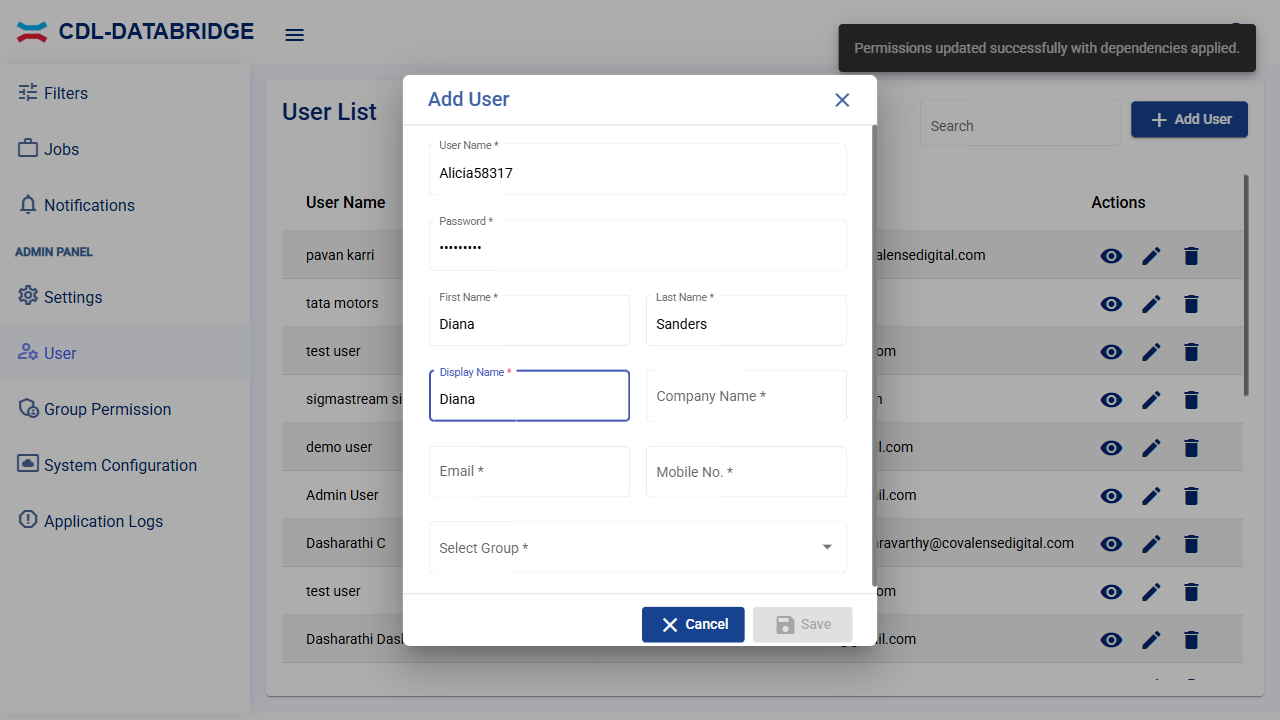 CDL-DATABRIDGE
Permissions updated successfully with dependencies applied.
Filters
Jobs
Notifications
ADMIN PANEL
Settings
User
Group Permission
System Configuration
Application Logs
User List
Search
Add User
User Name
Actions
pavan karri
alensedigital.com
tata motors
test user
om
sigmastream si
demo user
l.com
Admin User
il.com
Dasharathi C
aravarthy@covalensedigital.com
test user
om
Dasharathi Das
il.com
Add User
User Name *
Alicia58317
Password *
•••••••••
First Name *
Diana
Last Name *
Sanders
Display Name *
Diana
Company Name *
Email *
Mobile No. *
Select Group *
Cancel
Save